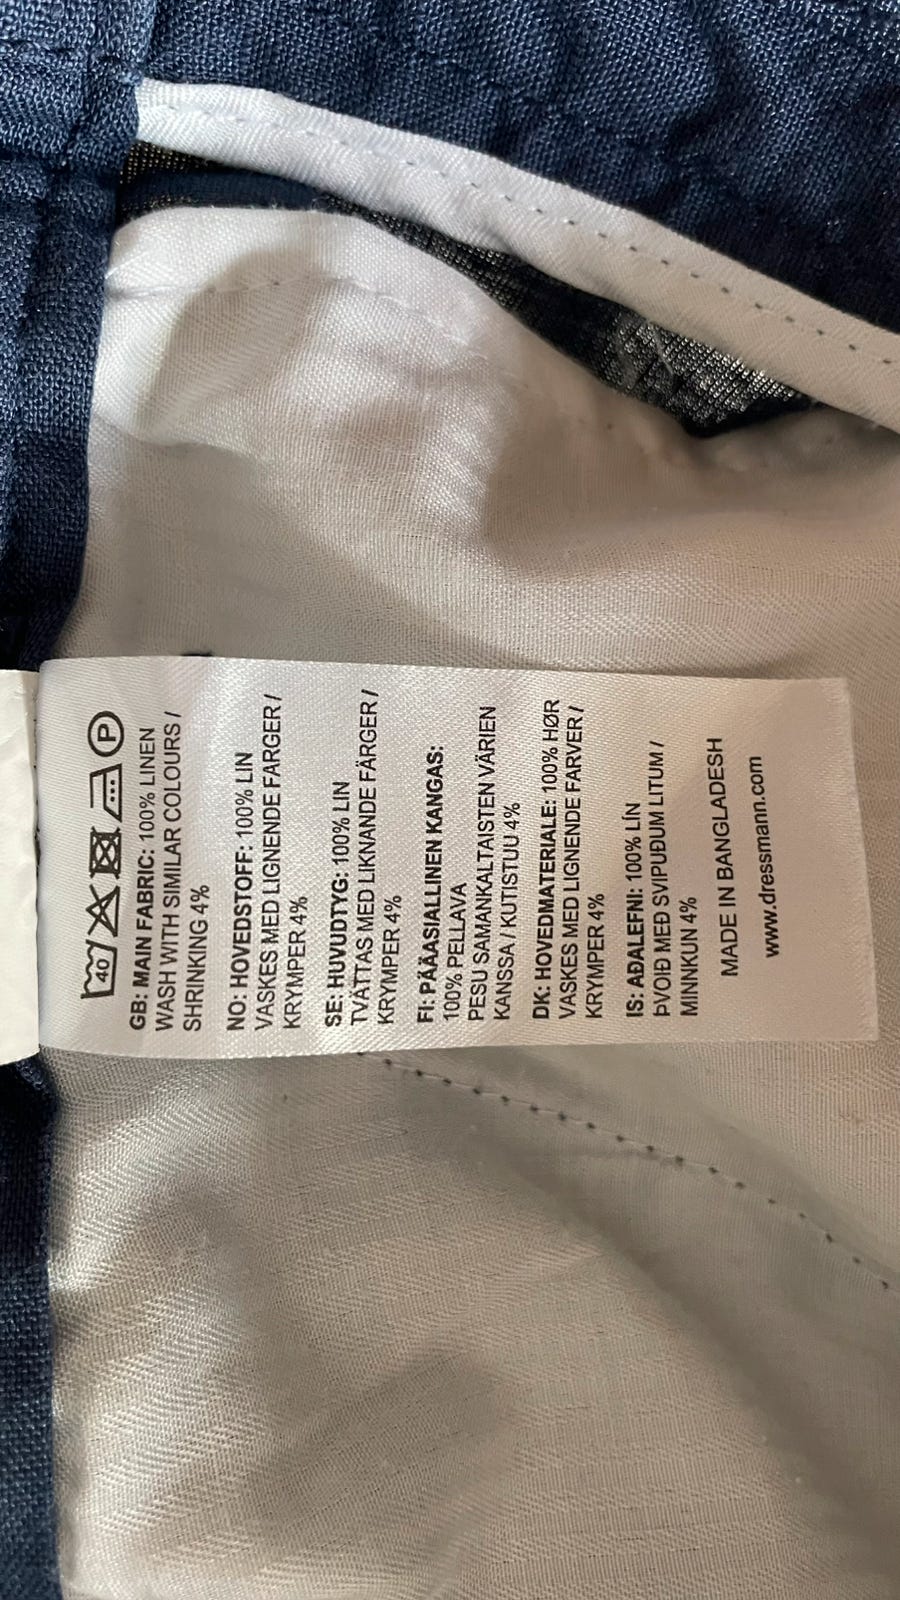 40 P
GB: MAIN FABRIC: 100% LINEN
WASH WITH SIMILAR COLOURS /
SHRINKING 4%
NO: HOVEDSTOFF: 100% LIN
VASKES MED LIGNENDE FARGER /
KRYMPER 4%
SE: HUVUDTYG: 100% LIN
TVÄTTAS MED LIKNANDE FÄRGER /
KRYMPER 4%
FI: PÄÄASIALLINEN KANGAS:
100% PELLAVA
PESU SAMANKALTAISTEN VÄRIEN
KANSSA / KUTISTUU 4%
DK: HOVEDMATERIALE: 100% HØR
VASKES MED LIGNENDE FARVER /
KRYMPER 4%
IS: AÐALEFNI: 100% LÍN
ÞVOIÐ MEÐ SVIPUÐUM LITUM /
MINNKUN 4%
MADE IN BANGLADESH
www.dressmann.com